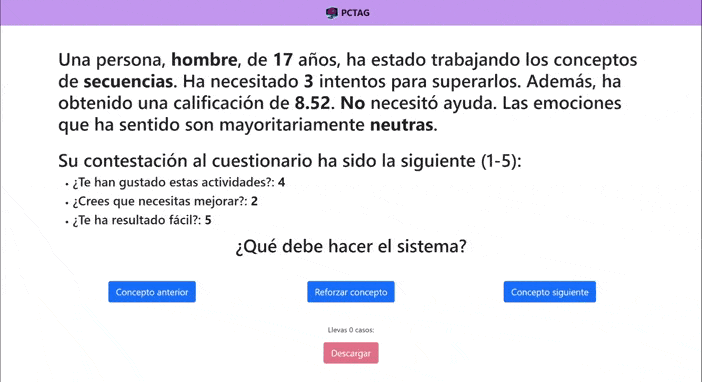 PCTAG
Una persona, hombre, de 17 años, ha estado trabajando los conceptos
de secuencias. Ha necesitado 3 intentos para superarlos. Además, ha
obtenido una calificación de 8.52. No necesitó ayuda. Las emociones
que ha sentido son mayoritariamente neutras.
Su contestación al cuestionario ha sido la siguiente (1-5):
• ¿Te han gustado estas actividades?: 4
• ¿Crees que necesitas mejorar?: 2
• ¿Te ha resultado fácil?: 5
¿Qué debe hacer el sistema?
Concepto anterior Reforzar concepto Concepto siguiente
Llevas 0 casos:
Descargar